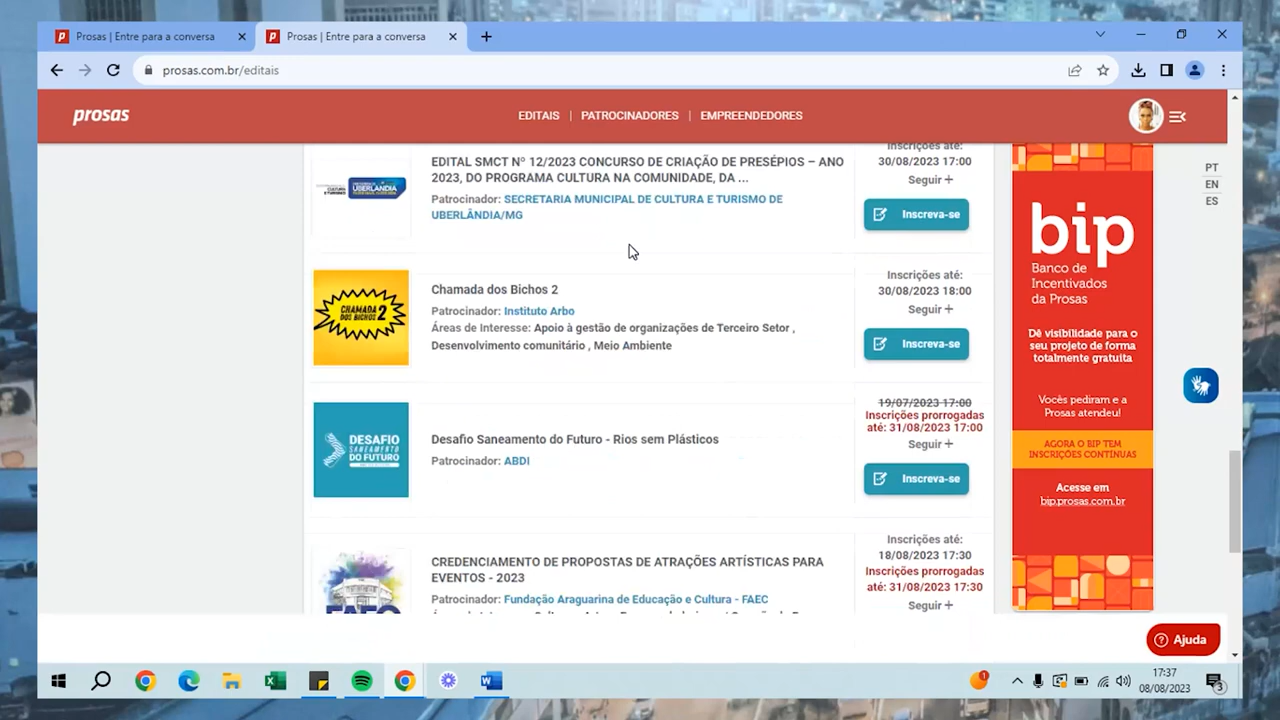 Prosas | Entre para a conversa
Prosas | Entre para a conversa
prosas.com.br/editais
prosas
EDITAIS | PATROCINADORES | EMPREENDEDORES
UBERLÂNDIA
EDITAL SMCT Nº 12/2023 CONCURSO DE CRIAÇÃO DE PRESÉPIOS – ANO
2023, DO PROGRAMA CULTURA NA COMUNIDADE, DA ...
Patrocinador: SECRETARIA MUNICIPAL DE CULTURA E TURISMO DE
UBERLÂNDIA/MG
Inscrições até:
30/08/2023 17:00
Seguir +
Inscreva-se
CHAMADA
DOS BICHOS 2
Chamada dos Bichos 2
Patrocinador: Instituto Arbo
Áreas de Interesse: Apoio à gestão de organizações de Terceiro Setor ,
Desenvolvimento comunitário , Meio Ambiente
Inscrições até:
30/08/2023 18:00
Seguir +
Inscreva-se
DESAFIO
SANEAMENTO
DO FUTURO
Desafio Saneamento do Futuro - Rios sem Plásticos
Patrocinador: ABDI
19/07/2023 17:00
Inscrições prorrogadas
até: 31/08/2023 17:00
Seguir +
Inscreva-se
FAEC
CREDENCIAMENTO DE PROPOSTAS DE ATRAÇÕES ARTÍSTICAS PARA
EVENTOS - 2023
Patrocinador: Fundação Araguarina de Educação e Cultura - FAEC
Inscrições até:
18/08/2023 17:30
Inscrições prorrogadas
até: 31/08/2023 17:30
Seguir +
bip
Banco de
Incentivados
da Prosas
Dê visibilidade para o
seu projeto de forma
totalmente gratuita
Vocês pediram e a
Prosas atendeu!
AGORA O BIP TEM
INSCRIÇÕES CONTÍNUAS
Acesse em
bip.prosas.com.br
PT
EN
ES
Ajuda
1
17:37
08/08/2023
3